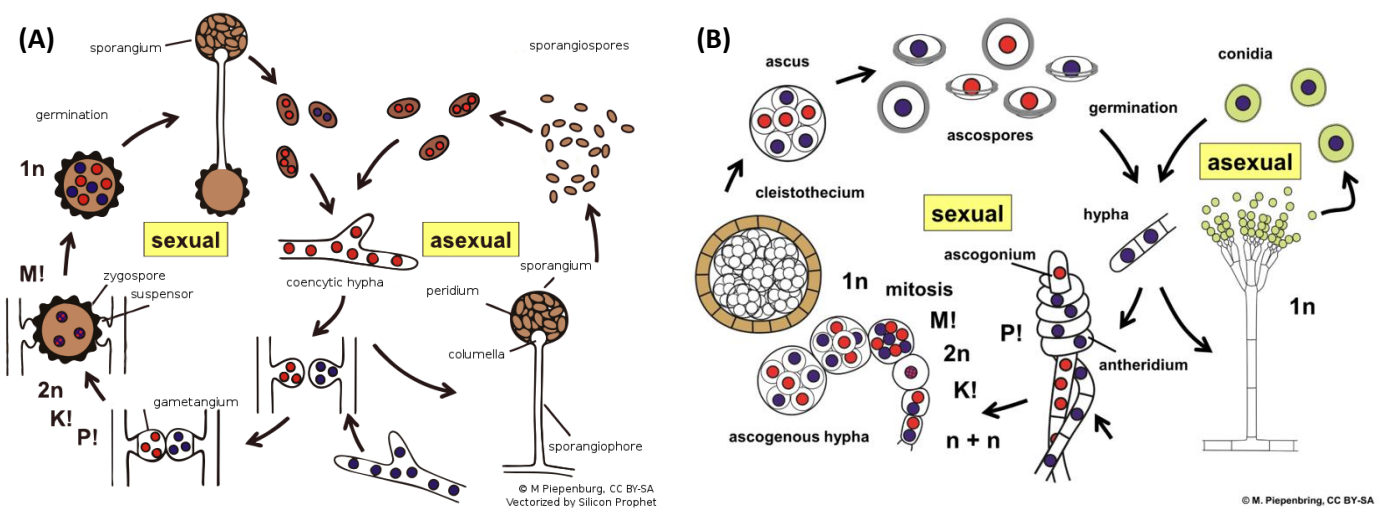 (A)
sporangium
sporangiospores
germination
1n
sexual
asexual
M!
zygospore
suspensor
coencytic hypha
sporangium
peridium
columella
2n
K!
P!
gametangium
sporangiophore
© M Piepenburg, CC BY-SA
Vectorized by Silicon Prophet
(B)
ascus
conidia
germination
ascospores
asexual
cleistothecium
sexual
hypha
ascogonium
1n
mitosis
M!
P!
1n
2n
antheridium
K!
ascogenous hypha
n + n
© M. Piepenbring, CC BY-SA